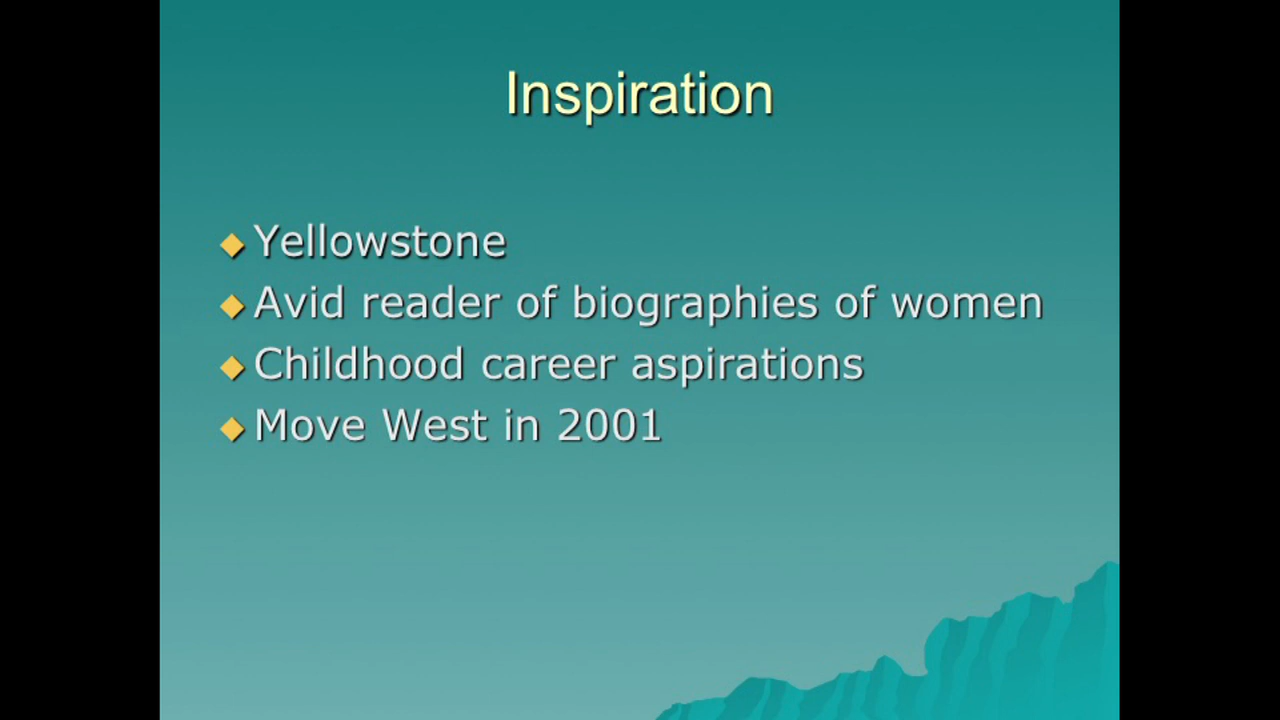 Inspiration
Yellowstone
Avid reader of biographies of women
Childhood career aspirations
Move West in 2001